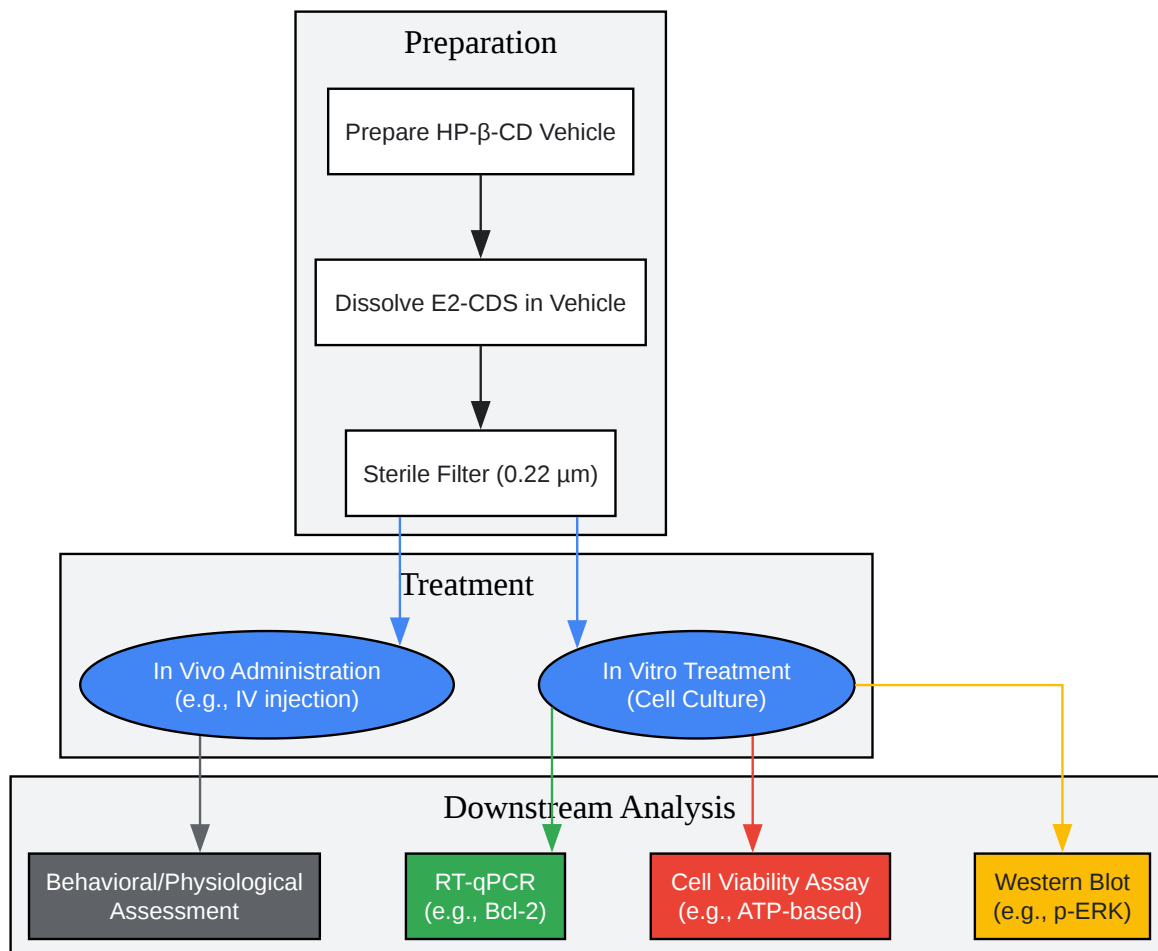 Preparation
Prepare HP-β-CD Vehicle
Dissolve E2-CDS in Vehicle
Sterile Filter (0.22 µm)
Treatment
In Vivo Administration
(e.g., IV injection)
In Vitro Treatment
(Cell Culture)
Downstream Analysis
Behavioral/Physiological
Assessment
RT-qPCR
(e.g., Bcl-2)
Cell Viability Assay
(e.g., ATP-based)
Western Blot
(e.g., p-ERK)